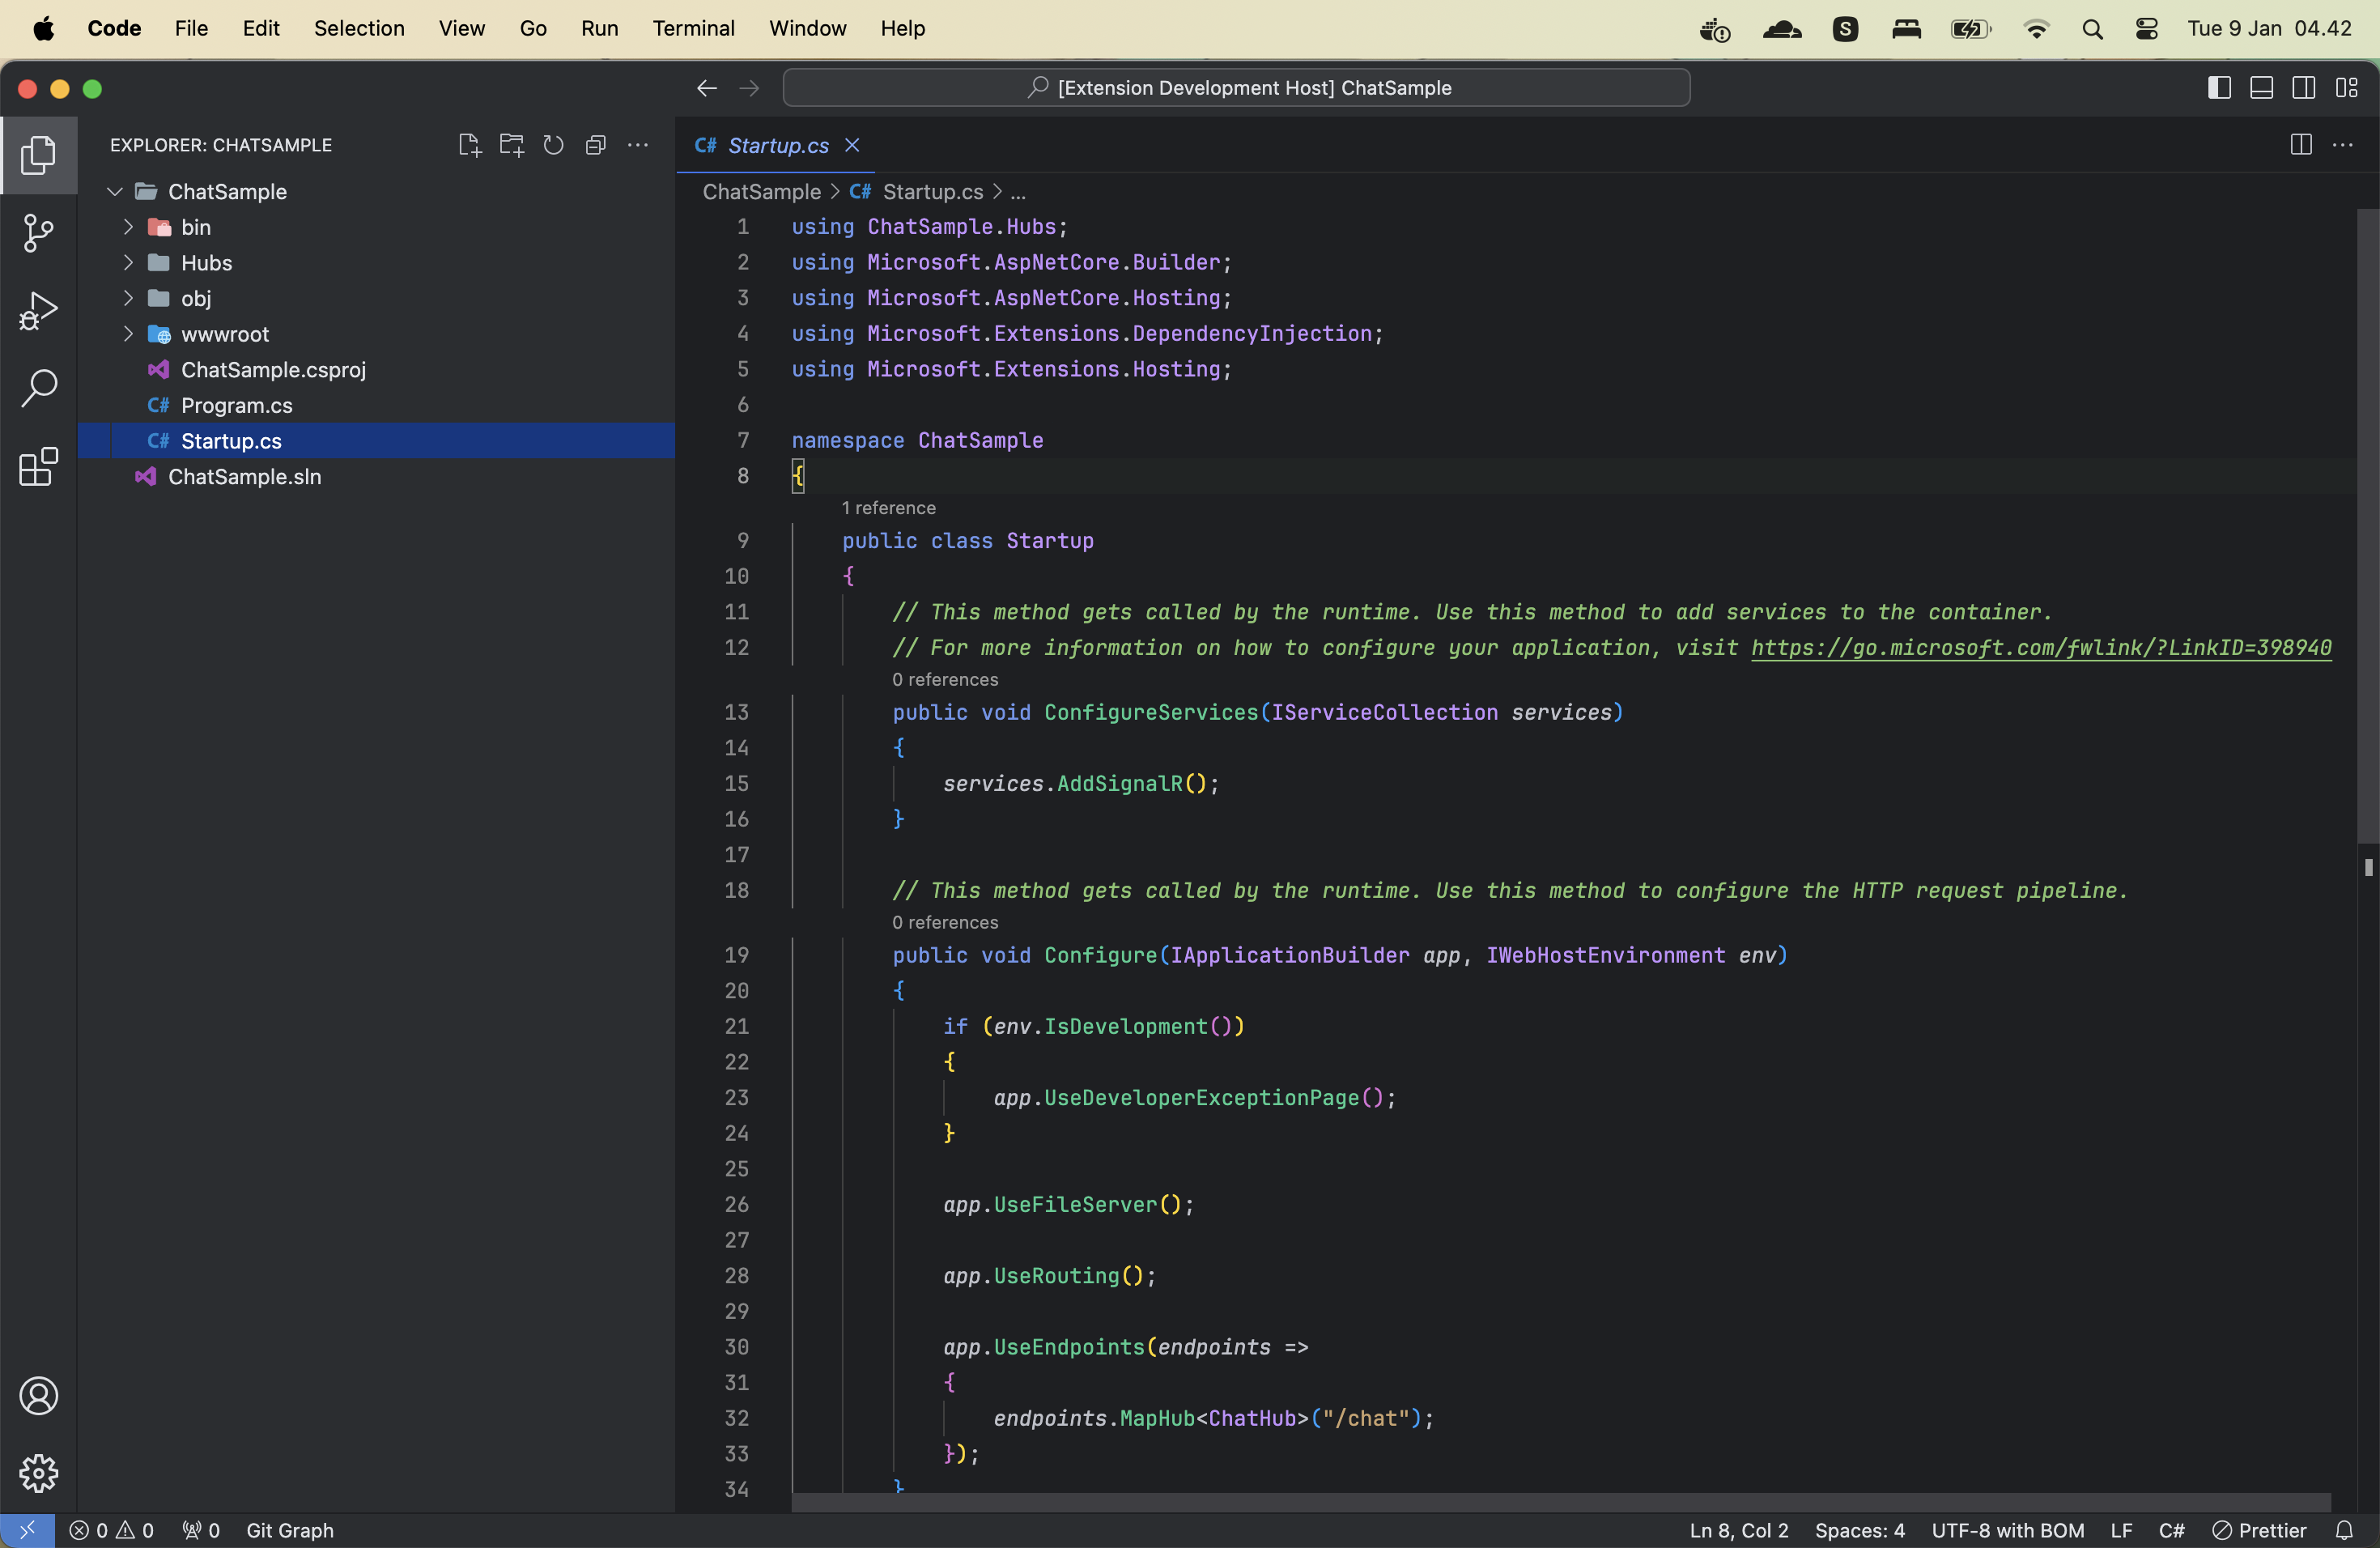 Code File Edit Selection View Go Run Terminal Window Help S Tue 9 Jan 04.42
[Extension Development Host] ChatSample
EXPLORER: CHATSAMPLE
ChatSample
bin
Hubs
obj
wwwroot
ChatSample.csproj
C# Program.cs
C# Startup.cs
ChatSample.sln
C# Startup.cs
ChatSample > C# Startup.cs > ...
1 using ChatSample.Hubs;
2 using Microsoft.AspNetCore.Builder;
3 using Microsoft.AspNetCore.Hosting;
4 using Microsoft.Extensions.DependencyInjection;
5 using Microsoft.Extensions.Hosting;
6
7 namespace ChatSample
8 {
1 reference
9 public class Startup
10 {
11 // This method gets called by the runtime. Use this method to add services to the container.
12 // For more information on how to configure your application, visit https://go.microsoft.com/fwlink/?LinkID=398940
0 references
13 public void ConfigureServices(IServiceCollection services)
14 {
15 services.AddSignalR();
16 }
17
18 // This method gets called by the runtime. Use this method to configure the HTTP request pipeline.
0 references
19 public void Configure(IApplicationBuilder app, IWebHostEnvironment env)
20 {
21 if (env.IsDevelopment())
22 {
23 app.UseDeveloperExceptionPage();
24 }
25
26 app.UseFileServer();
27
28 app.UseRouting();
29
30 app.UseEndpoints(endpoints =>
31 {
32 endpoints.MapHub<ChatHub>("/chat");
33 });
34 }
0 0 0 Git Graph Ln 8, Col 2 Spaces: 4 UTF-8 with BOM LF C# Prettier